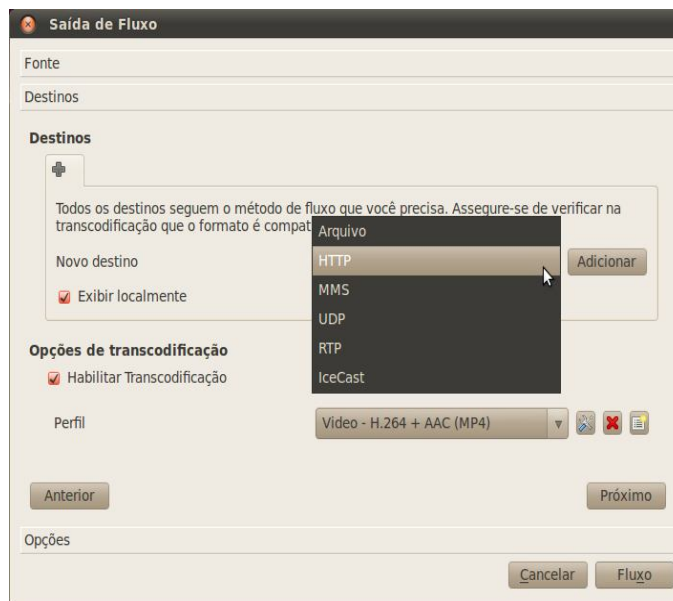 Saída de Fluxo
Fonte
Destinos
Destinos
Todos os destinos seguem o método de fluxo que você precisa. Assegure-se de verificar na
transcodificação que o formato é compat
Arquivo
Novo destino
HTTP
Adicionar
Exibir localmente
MMS
UDP
RTP
IceCast
Opções de transcodificação
Habilitar Transcodificação
Perfil
Video - H.264 + AAC (MP4)
Anterior
Próximo
Opções
Cancelar
Fluxo